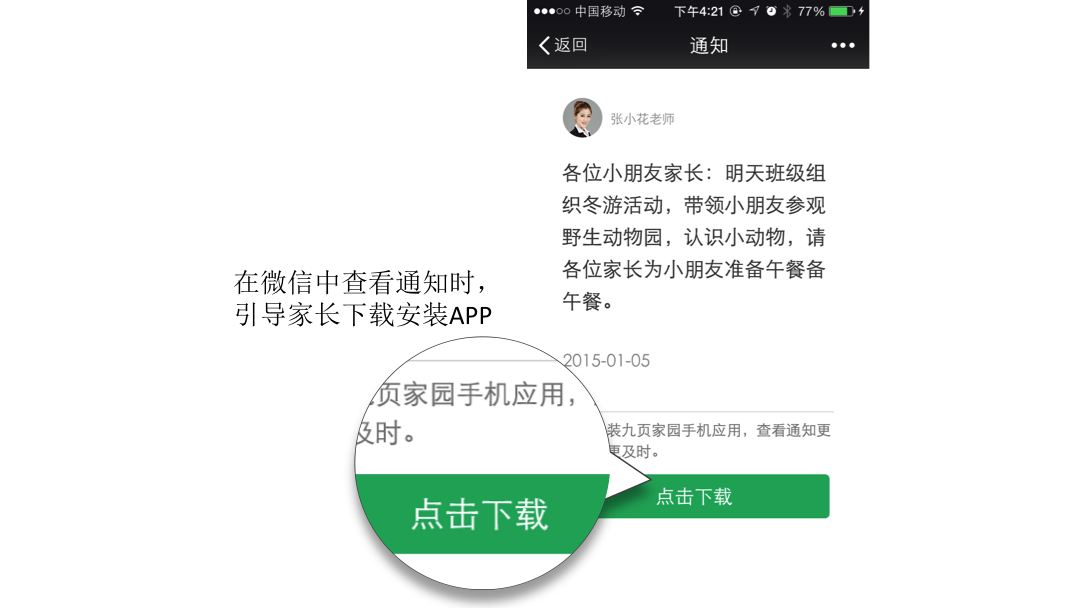 中国移动 下午4:21 77%
返回 通知
张小花老师
各位小朋友家长：明天班级组
织冬游活动，带领小朋友参观
野生动物园，认识小动物，请
各位家长为小朋友准备午餐备
午餐。
2015-01-05
装九页家园手机应用，查看通知更
更及时。
点击下载
在微信中查看通知时，
引导家长下载安装APP
页家园手机应用，
及时。
点击下载